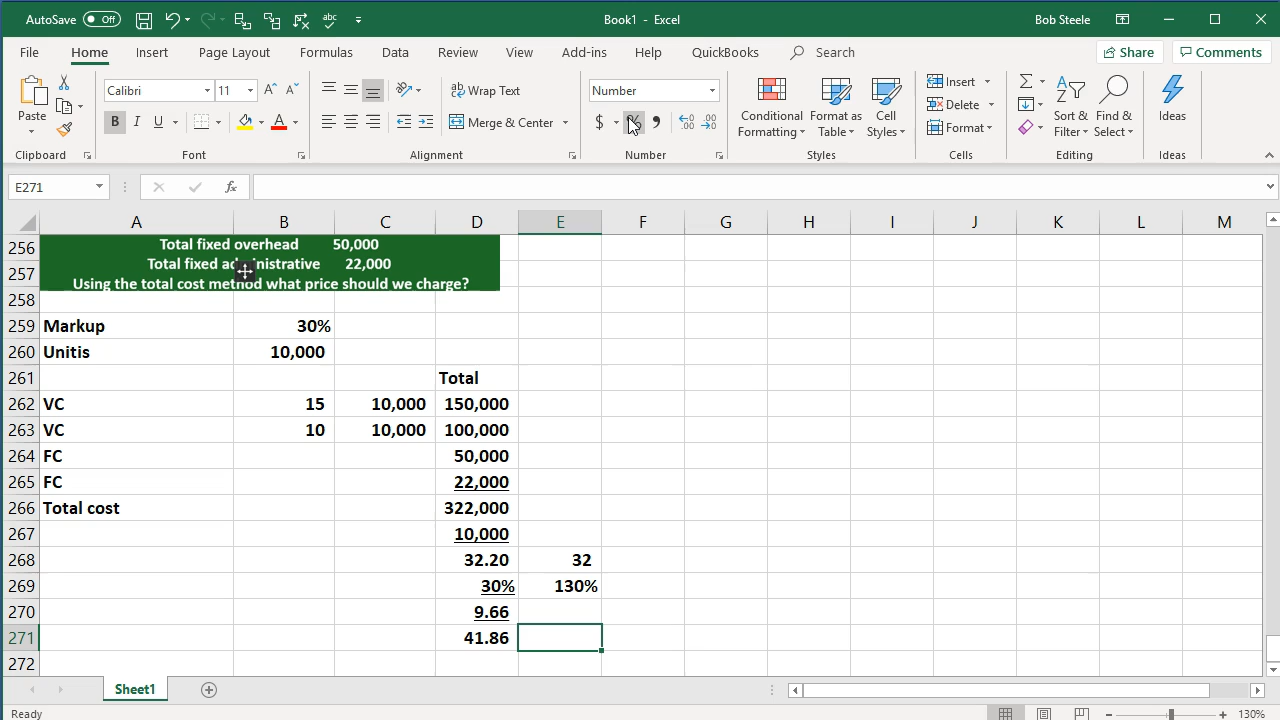 AutoSave Off Book1 - Excel Bob Steele
File Home Insert Page Layout Formulas Data Review View Add-ins Help QuickBooks Search Share Comments
Calibri 11 Wrap Text Number Insert
Paste B I U Merge & Center $ % 9 Conditional Format as Cell Delete Sort & Find & Ideas
Formatting Table Styles Format Filter Select
Clipboard Font Alignment Number Styles Cells Editing Ideas
E271 fx
A B C D E F G H I J K L M
256 Total fixed overhead 50,000
257 Total fixed administrative 22,000
Using the total cost method what price should we charge?
258
259 Markup 30%
260 Unitis 10,000
261 Total
262 VC 15 10,000 150,000
263 VC 10 10,000 100,000
264 FC 50,000
265 FC 22,000
266 Total cost 322,000
267 10,000
268 32.20 32
269 30% 130%
270 9.66
271 41.86
272
Sheet1
Ready 130%